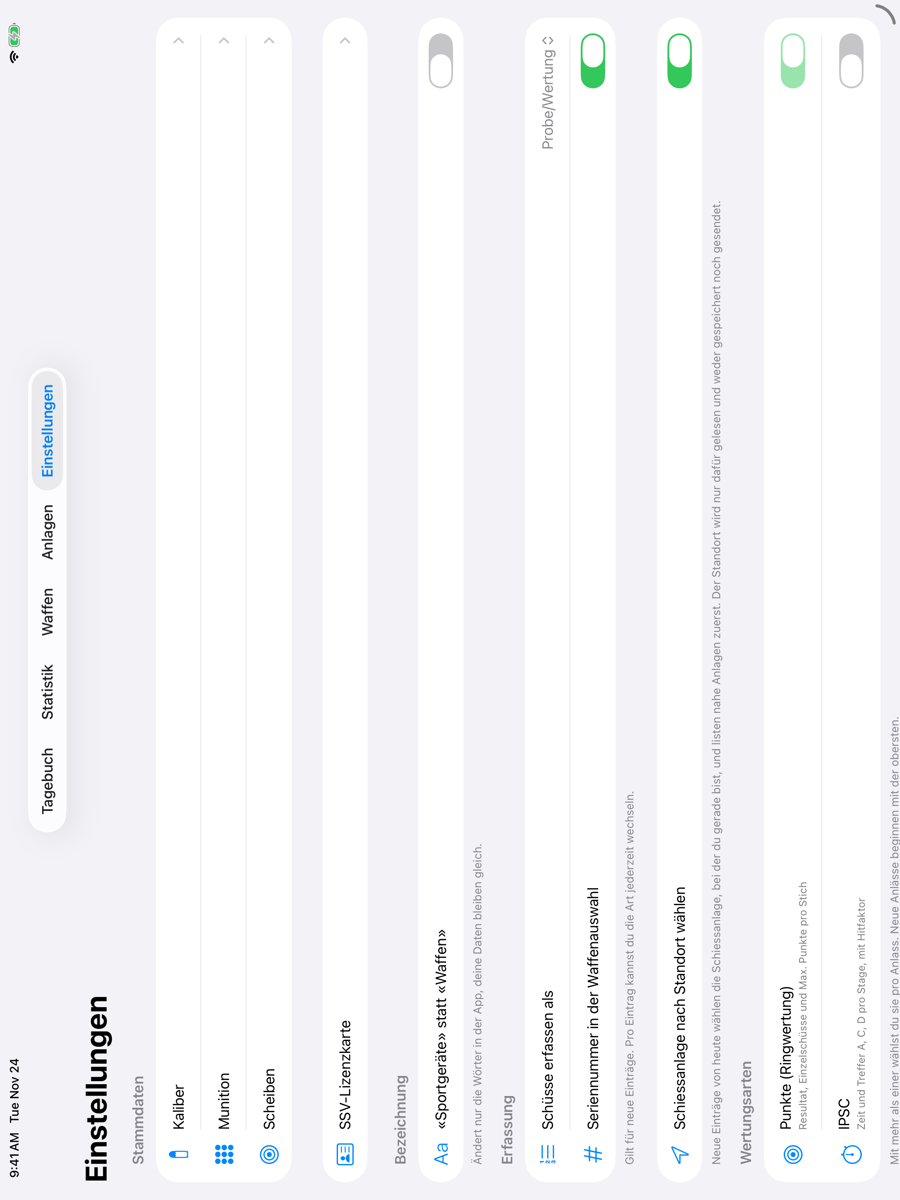 9:41 AM Tue Nov 24
Tagebuch Statistik Waffen Anlagen Einstellungen
Einstellungen
Stammdaten
Kaliber
Munition
Scheiben
SSV-Lizenzkarte
Bezeichnung
Aa «Sportgeräte» statt «Waffen»
Ändert nur die Wörter in der App, deine Daten bleiben gleich.
Erfassung
Schüsse erfassen als Probe/Wertung
Seriennummer in der Waffenauswahl
Gilt für neue Einträge. Pro Eintrag kannst du die Art jederzeit wechseln.
Schiessanlage nach Standort wählen
Neue Einträge von heute wählen die Schiessanlage, bei der du gerade bist, und listen nahe Anlagen zuerst. Der Standort wird nur dafür gelesen und weder gespeichert noch gesendet.
Wertungsarten
Punkte (Ringwertung)
Resultat, Einzelschüsse und Max. Punkte pro Stich
IPSC
Zeit und Treffer A, C, D pro Stage, mit Hitfaktor
Mit mehr als einer wählst du sie pro Anlass. Neue Anlässe beginnen mit der obersten.